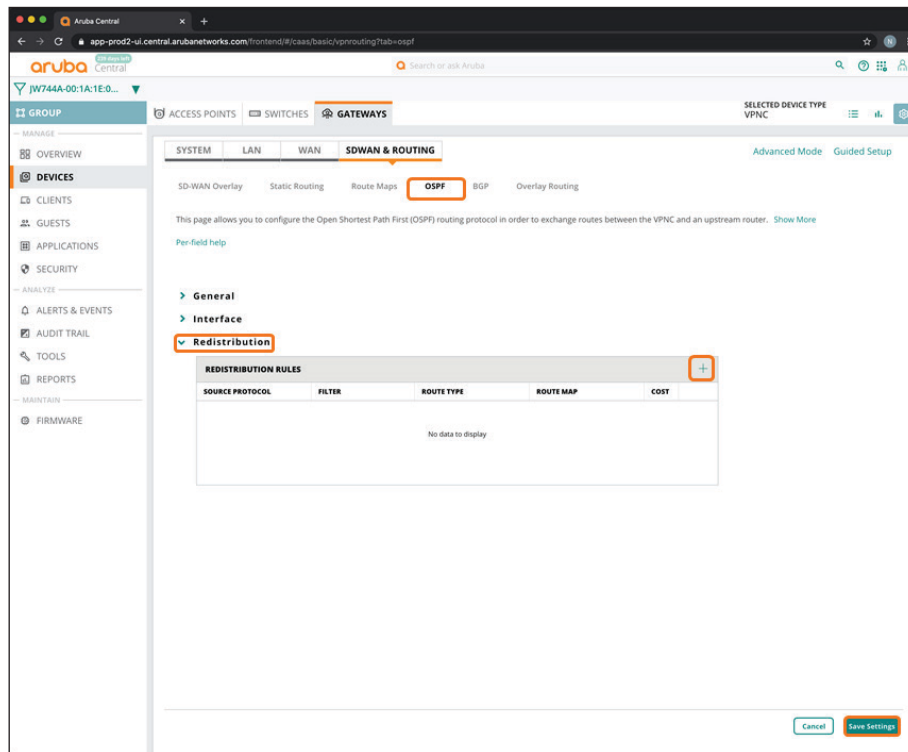 Aruba Central
app-prod2-ui.central.arubanetworks.com/frontend/#/caas/basic/vpnrouting?tab=ospf
N
aruba Central
Search or ask Aruba
JW744A-00:1A:1E:0...
GROUP
ACCESS POINTS
SWITCHES
GATEWAYS
SELECTED DEVICE TYPE
VPNC
MANAGE
OVERVIEW
DEVICES
CLIENTS
GUESTS
APPLICATIONS
SECURITY
ANALYZE
ALERTS & EVENTS
AUDIT TRAIL
TOOLS
REPORTS
MAINTAIN
FIRMWARE
SYSTEM LAN WAN SDWAN & ROUTING
Advanced Mode Guided Setup
SD-WAN Overlay Static Routing Route Maps OSPF BGP Overlay Routing
This page allows you to configure the Open Shortest Path First (OSPF) routing protocol in order to exchange routes between the VPNC and an upstream router. Show More
Per-field help
General
Interface
Redistribution
REDISTRIBUTION RULES
SOURCE PROTOCOL FILTER ROUTE TYPE ROUTE MAP COST
No data to display
Cancel Save Settings